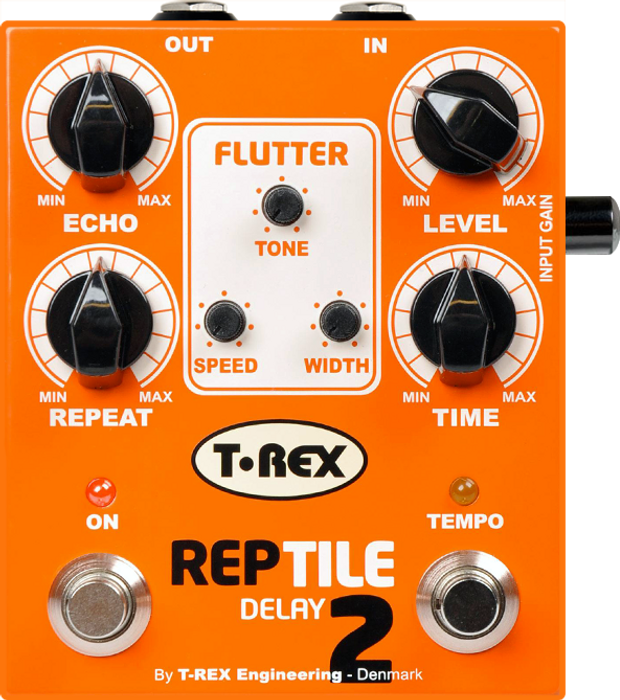 OUT IN
FLUTTER
MIN MAX
ECHO
TONE
MIN MAX
LEVEL
INPUT GAIN
SPEED WIDTH
MIN MAX
REPEAT
MIN MAX
TIME
T•REX
ON
TEMPO
REPTILE
DELAY 2
By T-REX Engineering - Denmark